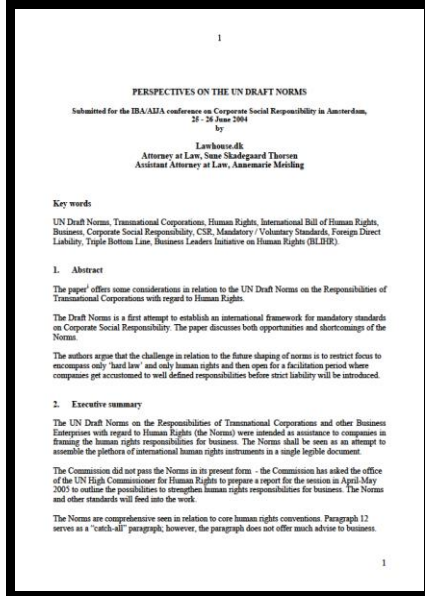 1
PERSPECTIVES ON THE UN DRAFT NORMS
Submitted for the IBA/AIJA conference on Corporate Social Responsibility in Amsterdam,
25 - 26 June 2004
by
Lawhouse.dk
Attorney at Law, Sune Skadegaard Thorsen
Assistant Attorney at Law, Annemarie Meisling
Key words
UN Draft Norms, Transnational Corporations, Human Rights, International Bill of Human Rights,
Business, Corporate Social Responsibility, CSR, Mandatory / Voluntary Standards, Foreign Direct
Liability, Triple Bottom Line, Business Leaders Initiative on Human Rights (BLIHR).
1. Abstract
The paper¹ offers some considerations in relation to the UN Draft Norms on the Responsibilities of
Transnational Corporations with regard to Human Rights.
The Draft Norms is a first attempt to establish an international framework for mandatory standards
on Corporate Social Responsibility. The paper discusses both opportunities and shortcomings of the
Norms.
The authors argue that the challenge in relation to the future shaping of norms is to restrict focus to
encompass only 'hard law' and only human rights and then open for a facilitation period where
companies get accustomed to well defined responsibilities before strict liability will be introduced.
2. Executive summary
The UN Draft Norms on the Responsibilities of Transnational Corporations and other Business
Enterprises with regard to Human Rights (the Norms) were intended as assistance to companies in
framing the human rights responsibilities for business. The Norms shall be seen as an attempt to
assemble the plethora of international human rights instruments in a single legible document.
The Commission did not pass the Norms in its present form - the Commission has asked the office
of the UN High Commissioner for Human Rights to prepare a report for the session in April-May
2005 to outline the possibilities to strengthen human rights responsibilities for business. The Norms
and other standards will feed into the work.
The Norms are comprehensive seen in relation to core human rights conventions. Paragraph 12
serves as a "catch-all" paragraph; however, the paragraph does not offer much advise to business.
1